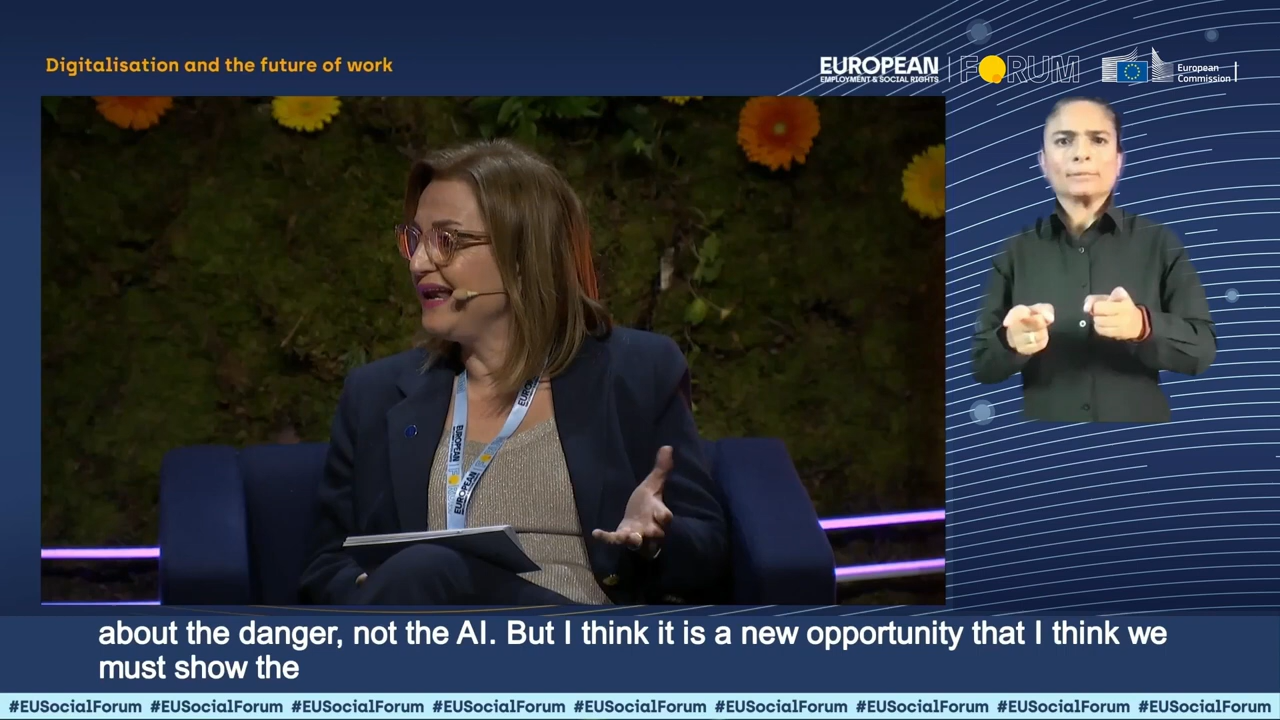 Digitalisation and the future of work
EUROPEAN
EMPLOYMENT & SOCIAL RIGHTS
FORUM
European
Commission
EUROPEAN
EUROPEAN
EUROPEAN
about the danger, not the AI. But I think it is a new opportunity that I think we
must show the
#EUSocialForum #EUSocialForum #EUSocialForum #EUSocialForum #EUSocialForum #EUSocialForum #EUSocialForum #EUSocialForum #EUSocialForum